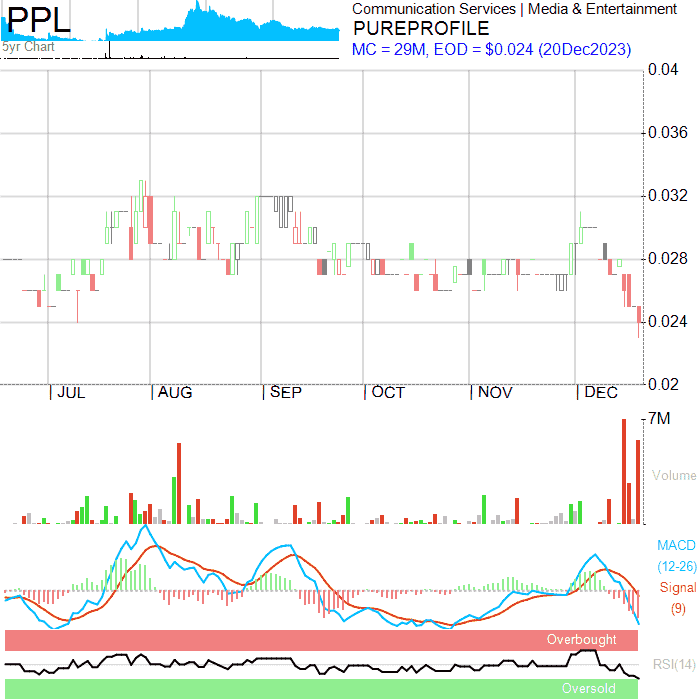 PPL
5yr Chart
Communication Services | Media & Entertainment
PUREPROFILE
MC = 29M, EOD = $0.024 (20Dec2023)
0.04
0.036
0.032
0.028
0.024
0.02
JUL AUG SEP OCT NOV DEC
7M
Volume
MACD
(12-26)
Signal
(9)
Overbought
RSI(14)
Oversold